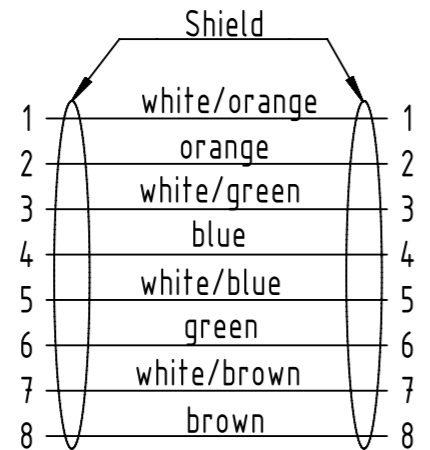 Shield
1 white/orange 1
2 orange 2
3 white/green 3
4 blue 4
5 white/blue 5
6 green 6
7 white/brown 7
8 brown 8